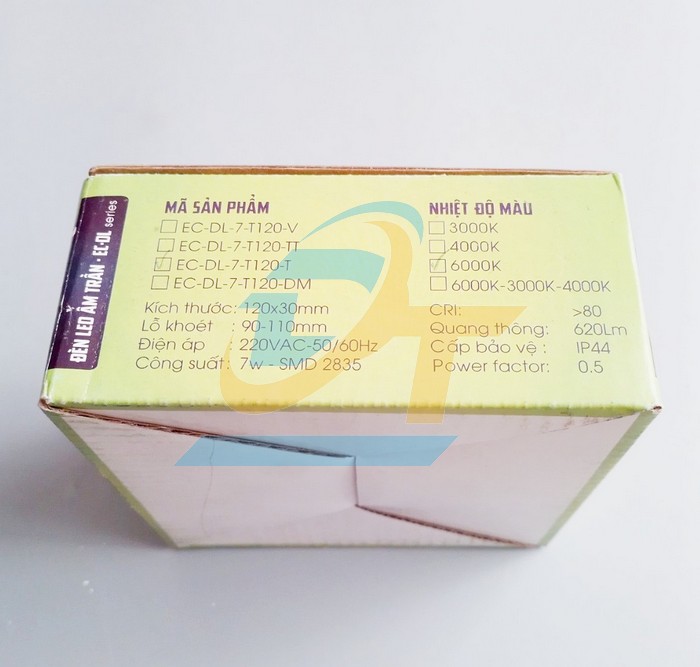 ĐÈN LED ÂM TRẦN - EC-DL series
MÃ SẢN PHẨM
EC-DL-7-T120-V
EC-DL-7-T120-TT
EC-DL-7-T120-T
EC-DL-7-T120-DM
Kích thước: 120x30mm
Lỗ khoét : 90-110mm
Điện áp : 220VAC-50/60Hz
Công suất: 7w - SMD 2835
NHIỆT ĐỘ MÀU
3000K
4000K
6000K
6000K-3000K-4000K
CRI: >80
Quang thông: 620Lm
Cấp bảo vệ : IP44
Power factor: 0.5